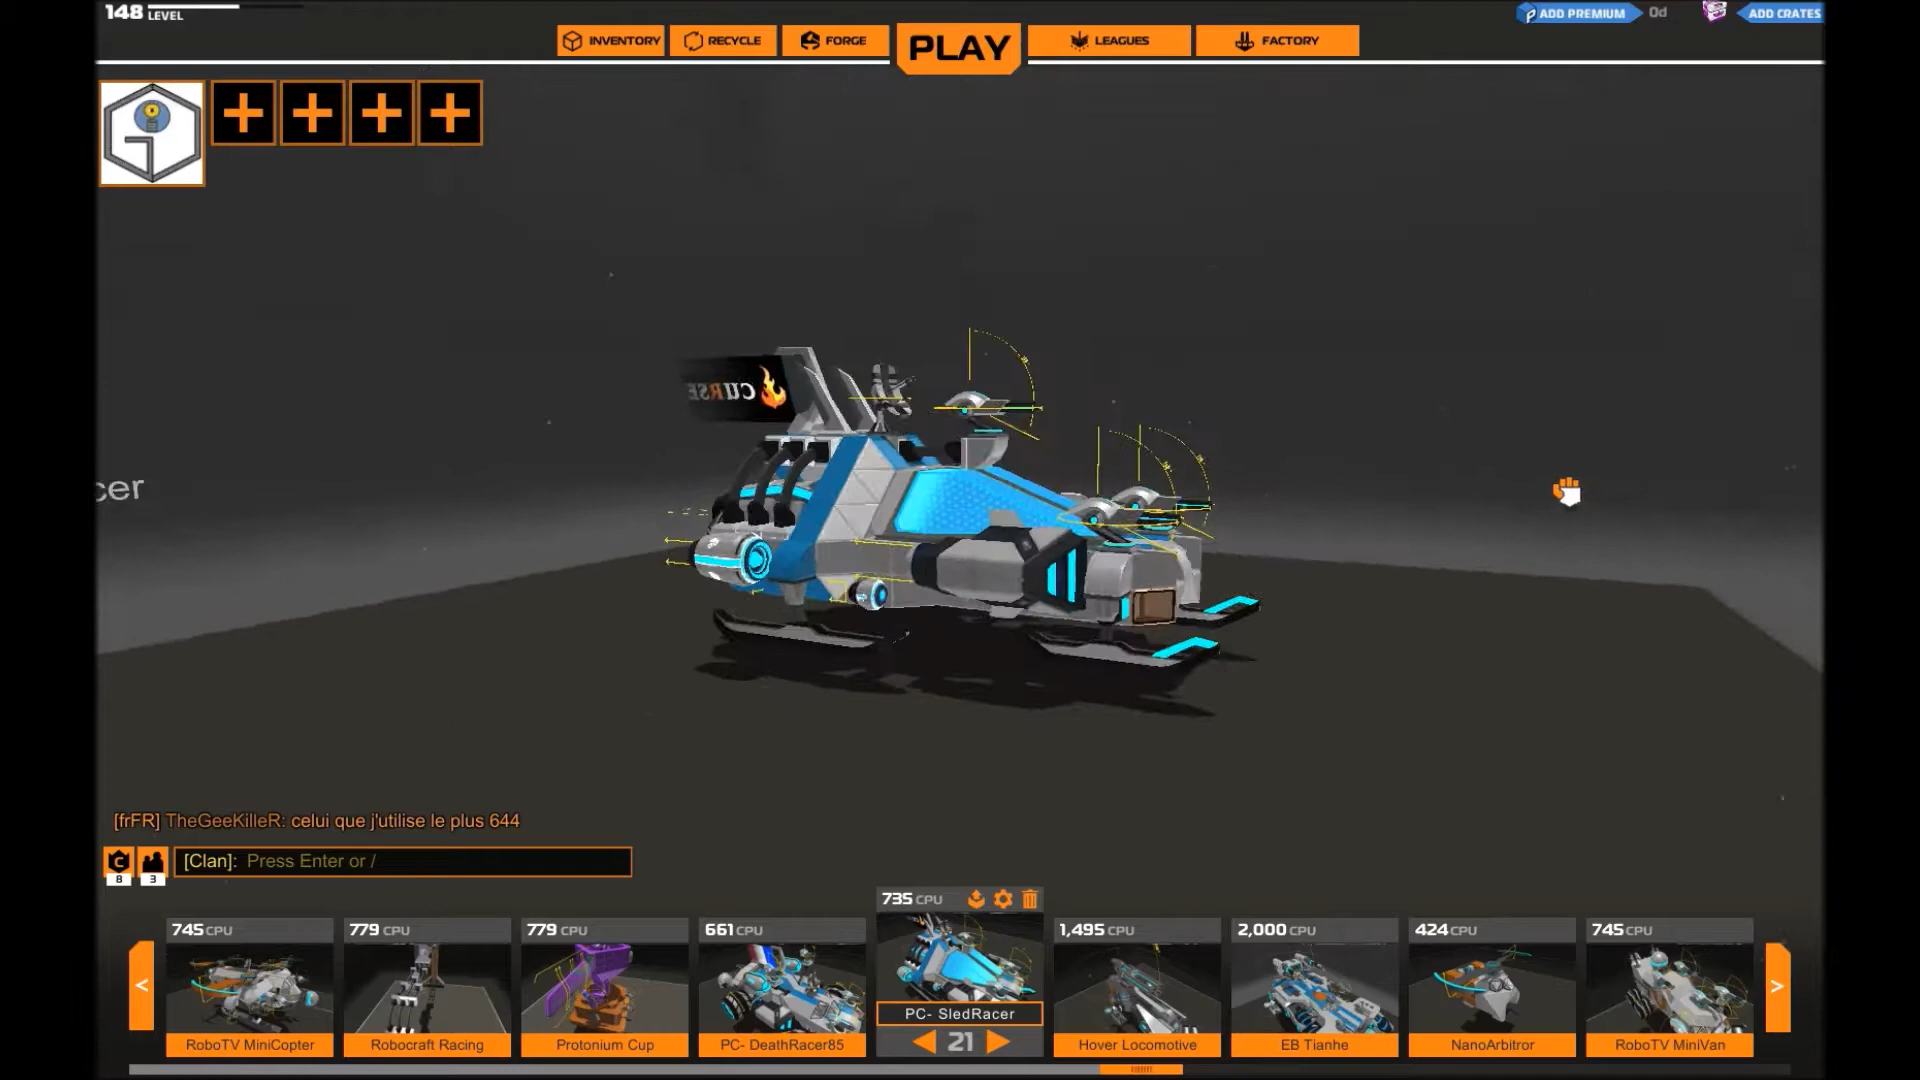 148 LEVEL
ADD PREMIUM 0d
ADD CRATES
INVENTORY
RECYCLE
FORGE
PLAY
LEAGUES
FACTORY
CURSE
cer
[frFR] TheGeeKilleR: celui que j'utilise le plus 644
C
8
3
[Clan]: Press Enter or /
745 CPU
779 CPU
779 CPU
661 CPU
735 CPU
1,495 CPU
2,000 CPU
424 CPU
745 CPU
<
>
RoboTV MiniCopter
Robocraft Racing
Protonium Cup
PC- DeathRacer85
PC- SledRacer
21
Hover Locomotive
EB Tianhe
NanoArbitror
RoboTV MiniVan